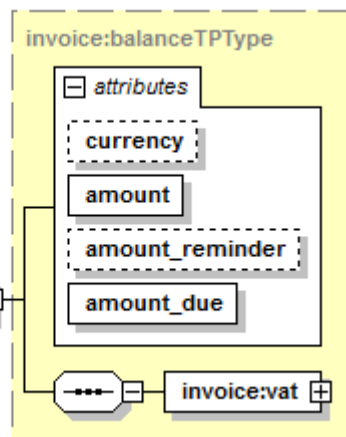 invoice:balanceTPType
attributes
currency
amount
amount_reminder
amount_due
invoice:vat